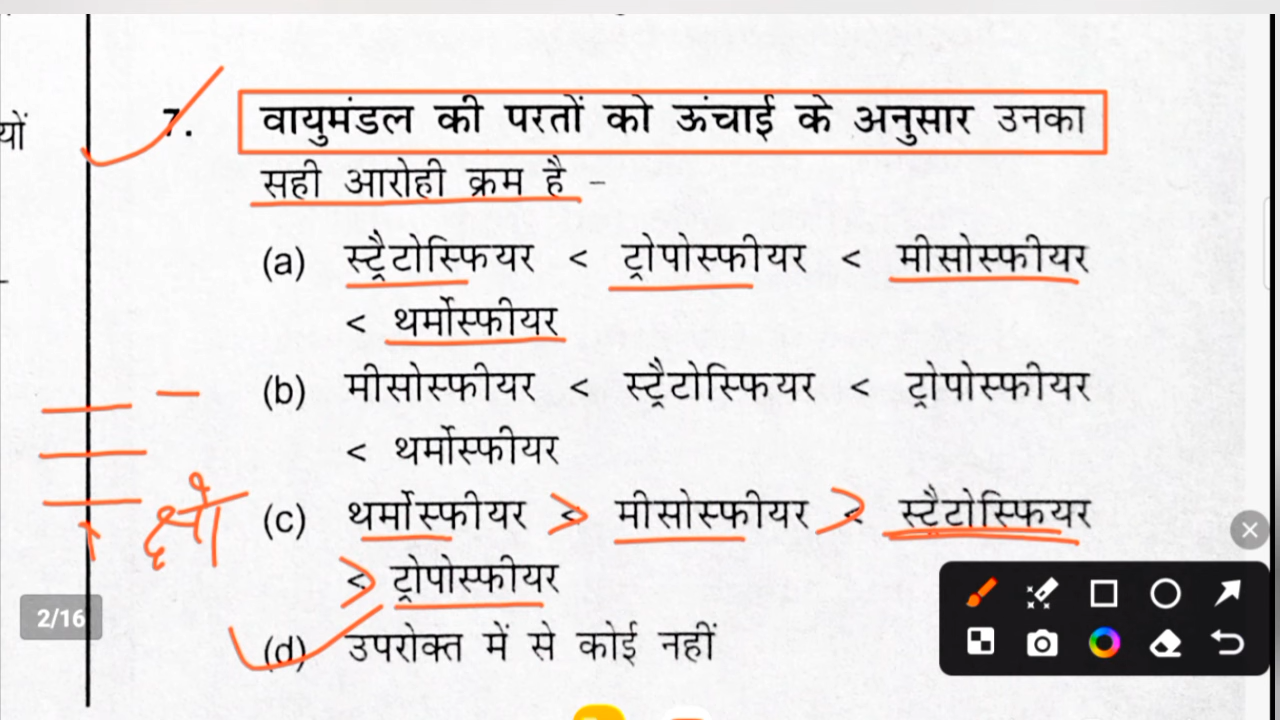 यों
7. वायुमंडल की परतों को ऊंचाई के अनुसार उनका
सही आरोही क्रम है –
(a) स्ट्रैटोस्फियर < ट्रोपोस्फीयर < मीसोस्फीयर
< थर्मोस्फीयर
(b) मीसोस्फीयर < स्ट्रैटोस्फियर < ट्रोपोस्फीयर
< थर्मोस्फीयर
(c) थर्मोस्फीयर < मीसोस्फीयर < स्ट्रैटोस्फियर
< ट्रोपोस्फीयर
(d) उपरोक्त में से कोई नहीं
2/16